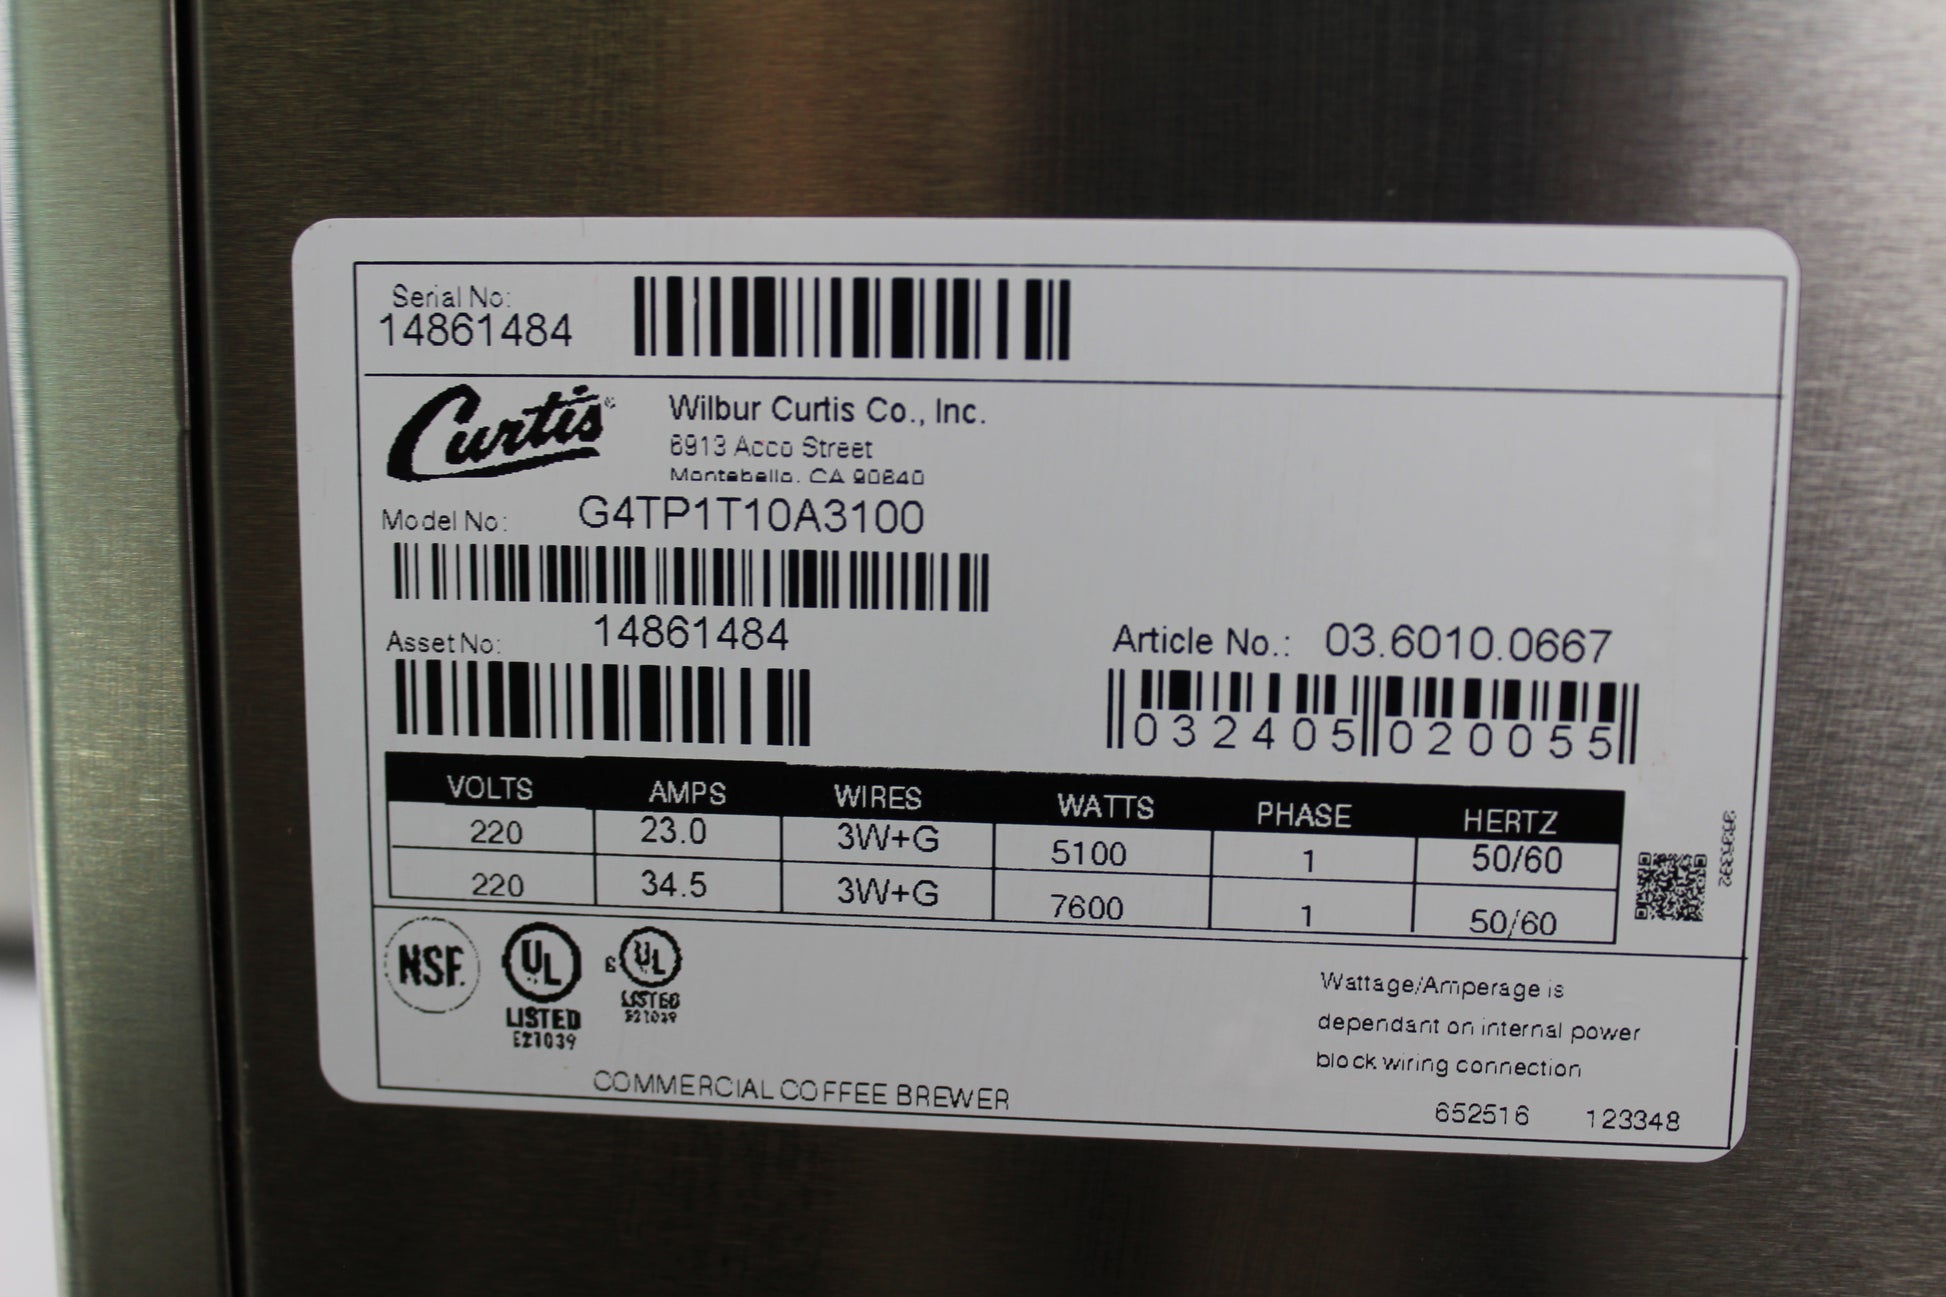 Serial No:
14861484
Curtis®
Wilbur Curtis Co., Inc.
6913 Acco Street
Montebello, CA 90640
Model No: G4TP1T10A3100
Asset No: 14861484
Article No.: 03.6010.0667
032405 020055
VOLTS AMPS WIRES WATTS PHASE HERTZ
220 23.0 3W+G 5100 1 50/60
220 34.5 3W+G 7600 1 50/60
NSF.
UL
LISTED
E21039
c UL
LISTED
E21039
COMMERCIAL COFFEE BREWER
Wattage/Amperage is
dependant on internal power
block wiring connection
652516 123348